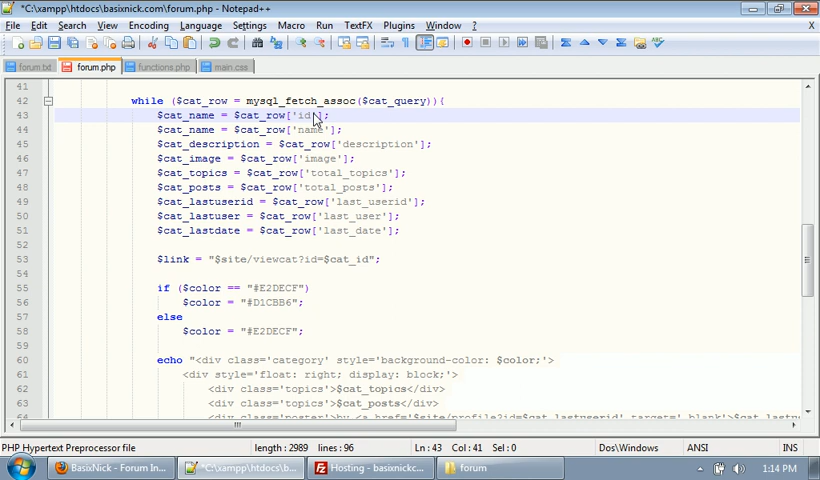 *C:\xampp\htdocs\basixnick.com\forum.php - Notepad++
File Edit Search View Encoding Language Settings Macro Run TextFX Plugins Window ? X
forum.txt forum.php functions.php main.css
41
42 while ($cat_row = mysql_fetch_assoc($cat_query)){
43 $cat_name = $cat_row['id'];
44 $cat_name = $cat_row['name'];
45 $cat_description = $cat_row['description'];
46 $cat_image = $cat_row['image'];
47 $cat_topics = $cat_row['total_topics'];
48 $cat_posts = $cat_row['total_posts'];
49 $cat_lastuserid = $cat_row['last_userid'];
50 $cat_lastuser = $cat_row['last_user'];
51 $cat_lastdate = $cat_row['last_date'];
52
53 $link = "$site/viewcat?id=$cat_id";
54
55 if ($color == "#E2DECF")
56 $color = "#D1CBB6";
57 else
58 $color = "#E2DECF";
59
60 echo "<div class='category' style='background-color: $color;'>
61 <div style='float: right; display: block;'>
62 <div class='topics'>$cat_topics</div>
63 <div class='posts'>$cat_posts</div>
64 <div class='poster'>by <a href='$site/profile?id=$cat_lastuserid' target='_blank'>$cat_lastu
PHP Hypertext Preprocessor file length : 2989 lines : 96 Ln : 43 Col : 41 Sel : 0 Dos\Windows ANSI INS
BasixNick - Forum In... *C:\xampp\htdocs\b... Hosting - basixnickc... forum 1:14 PM